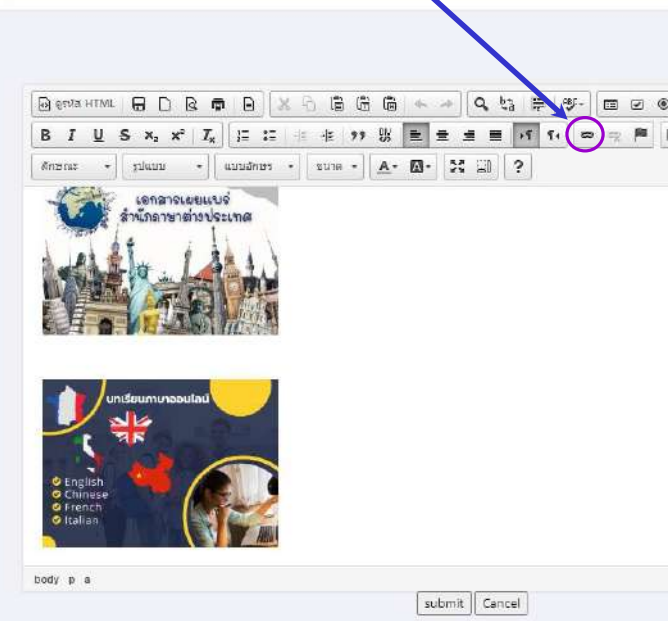 ดูรหัส HTML
B I U S x₂ x² Iₓ
ลักษณะ รูปแบบ แบบอักษร ขนาด A A ?
เอกสารเผยแพร่
สำนักภาษาต่างประเทศ
บทเรียนภาษาออนไลน์
English
Chinese
French
Italian
body p a
submit Cancel